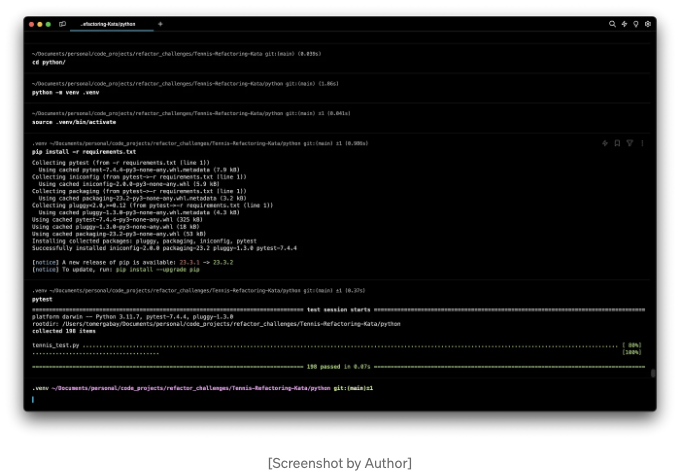 ..efactoring-Kata/python
~/Documents/personal/code_projects/refactor_challenges/Tennis-Refactoring-Kata git:(main) (0.039s)
cd python/
~/Documents/personal/code_projects/refactor_challenges/Tennis-Refactoring-Kata/python git:(main) (1.86s)
python -m venv .venv
~/Documents/personal/code_projects/refactor_challenges/Tennis-Refactoring-Kata/python git:(main) ±1 (0.041s)
source .venv/bin/activate
.venv ~/Documents/personal/code_projects/refactor_challenges/Tennis-Refactoring-Kata/python git:(main) ±1
pip install -r requirements.txt
Collecting pytest (from -r requirements.txt (line 1))
Using cached pytest-7.4.4-py3-none-any.whl.metadata (7.9 kB)
Collecting iniconfig (from pytest->-r requirements.txt (line 1))
Using cached iniconfig-2.0.0-py3-none-any.whl (5.9 kB)
Collecting packaging (from pytest->-r requirements.txt (line 1))
Using cached packaging-23.2-py3-none-any.whl.metadata (3.2 kB)
Collecting pluggy<2.0,>=0.12 (from pytest->-r requirements.txt (line 1))
Using cached pluggy-1.3.0-py3-none-any.whl.metadata (4.3 kB)
Using cached pytest-7.4.4-py3-none-any.whl (325 kB)
Using cached pluggy-1.3.0-py3-none-any.whl (18 kB)
Using cached packaging-23.2-py3-none-any.whl (53 kB)
Installing collected packages: pluggy, packaging, iniconfig, pytest
Successfully installed iniconfig-2.0.0 packaging-23.2 pluggy-1.3.0 pytest-7.4.4
[notice] A new release of pip is available: 23.3.1 -> 23.3.2
[notice] To update, run: pip install --upgrade pip
.venv ~/Documents/personal/code_projects/refactor_challenges/Tennis-Refactoring-Kata/python git:(main) ±1 (0.37s)
pytest
test session starts
platform darwin -- Python 3.11.7, pytest-7.4.4, pluggy-1.3.0
rootdir: /Users/tomergabay/Documents/personal/code_projects/refactor_challenges/Tennis-Refactoring-Kata/python
collected 198 items
tennis_test.py [ 80%]
[100%]
198 passed in 0.07s
.venv ~/Documents/personal/code_projects/refactor_challenges/Tennis-Refactoring-Kata/python git:(main)±1
[Screenshot by Author]